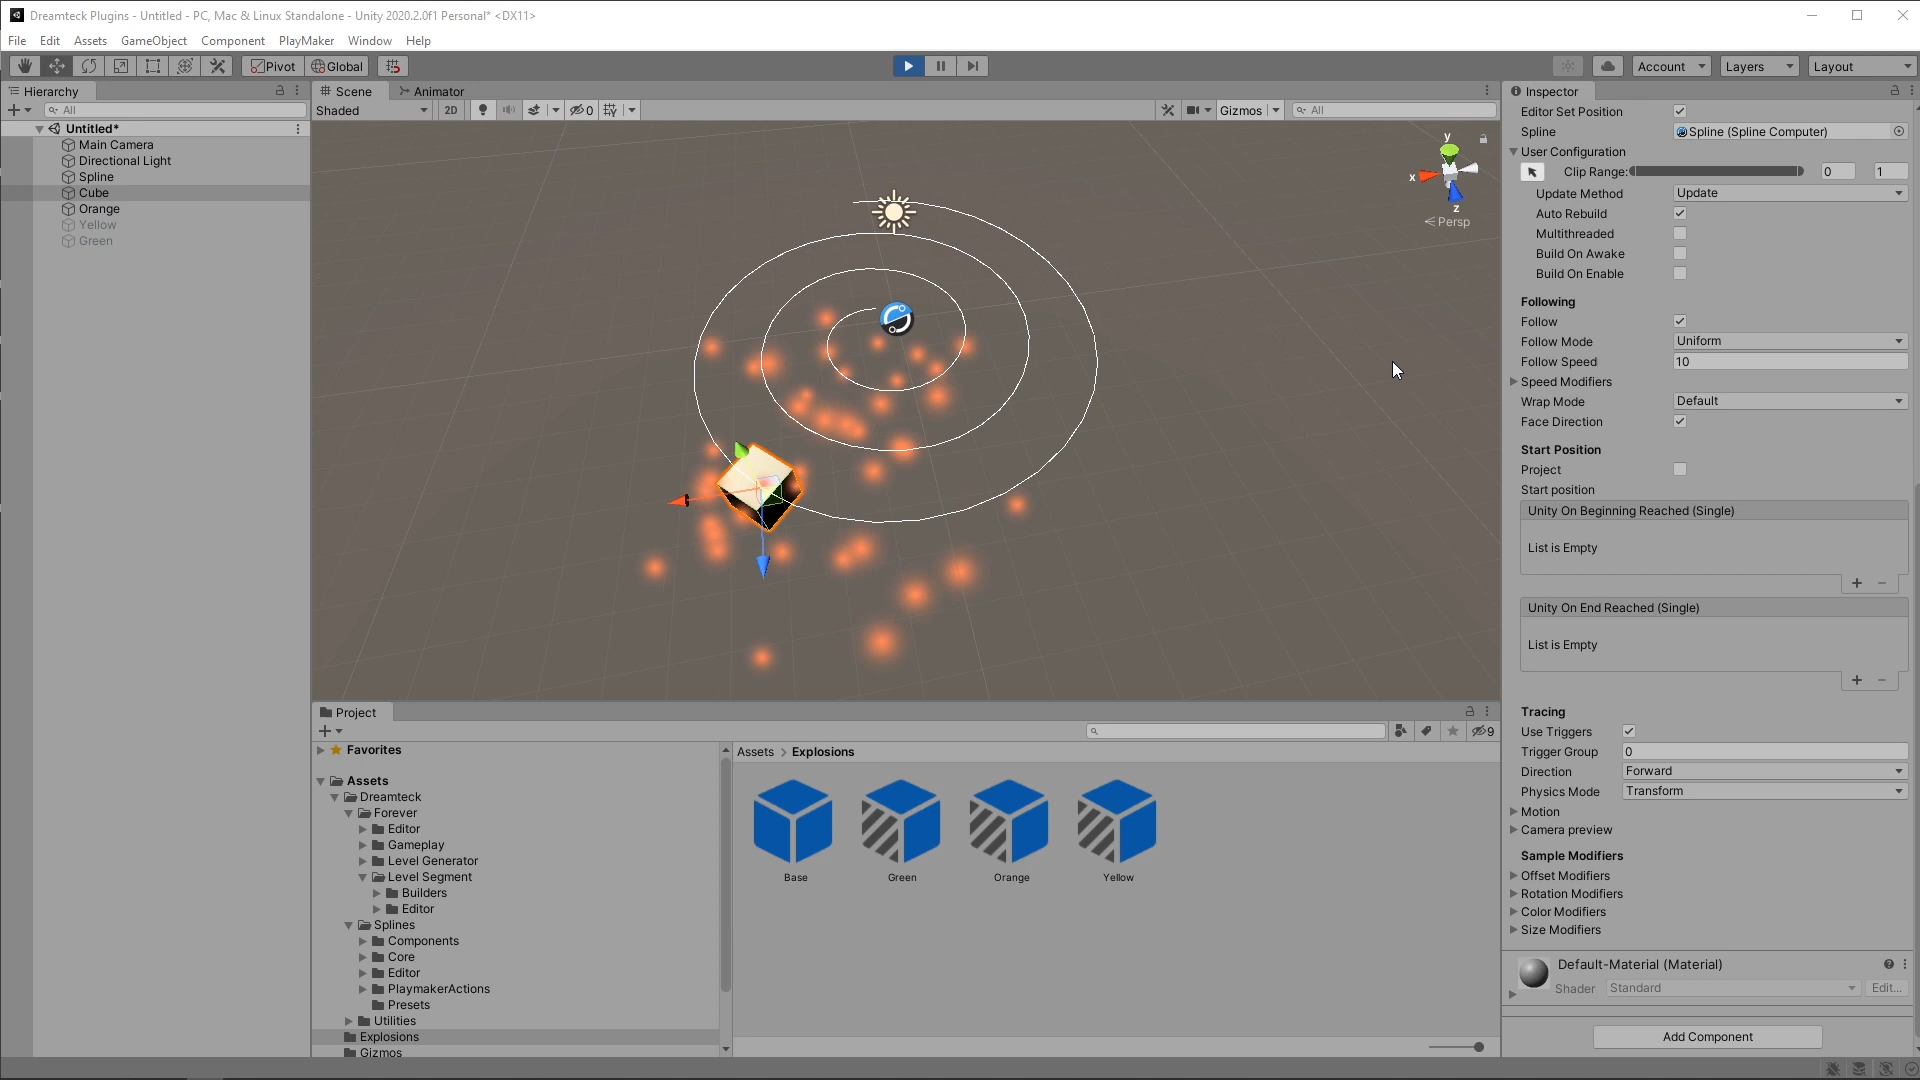 Dreamteck Plugins - Untitled - PC, Mac & Linux Standalone - Unity 2020.2.0f1 Personal* <DX11>
File Edit Assets GameObject Component PlayMaker Window Help
Pivot Global Account Layers Layout
Hierarchy
All
Untitled*
Main Camera
Directional Light
Spline
Cube
Orange
Yellow
Green
Scene Animator
Shaded 2D 0 Gizmos All
y
x
z
Persp
Project
9
Favorites
Assets
Dreamteck
Forever
Editor
Gameplay
Level Generator
Level Segment
Builders
Editor
Splines
Components
Core
Editor
PlaymakerActions
Presets
Utilities
Explosions
Gizmos
Assets > Explosions
Base Green Orange Yellow
Inspector
Editor Set Position
Spline Spline (Spline Computer)
User Configuration
Clip Range: 0 1
Update Method Update
Auto Rebuild
Multithreaded
Build On Awake
Build On Enable
Following
Follow
Follow Mode Uniform
Follow Speed 10
Speed Modifiers
Wrap Mode Default
Face Direction
Start Position
Project
Start position
Unity On Beginning Reached (Single)
List is Empty
+ -
Unity On End Reached (Single)
List is Empty
+ -
Tracing
Use Triggers
Trigger Group 0
Direction Forward
Physics Mode Transform
Motion
Camera preview
Sample Modifiers
Offset Modifiers
Rotation Modifiers
Color Modifiers
Size Modifiers
Default-Material (Material)
Shader Standard Edit...
Add Component